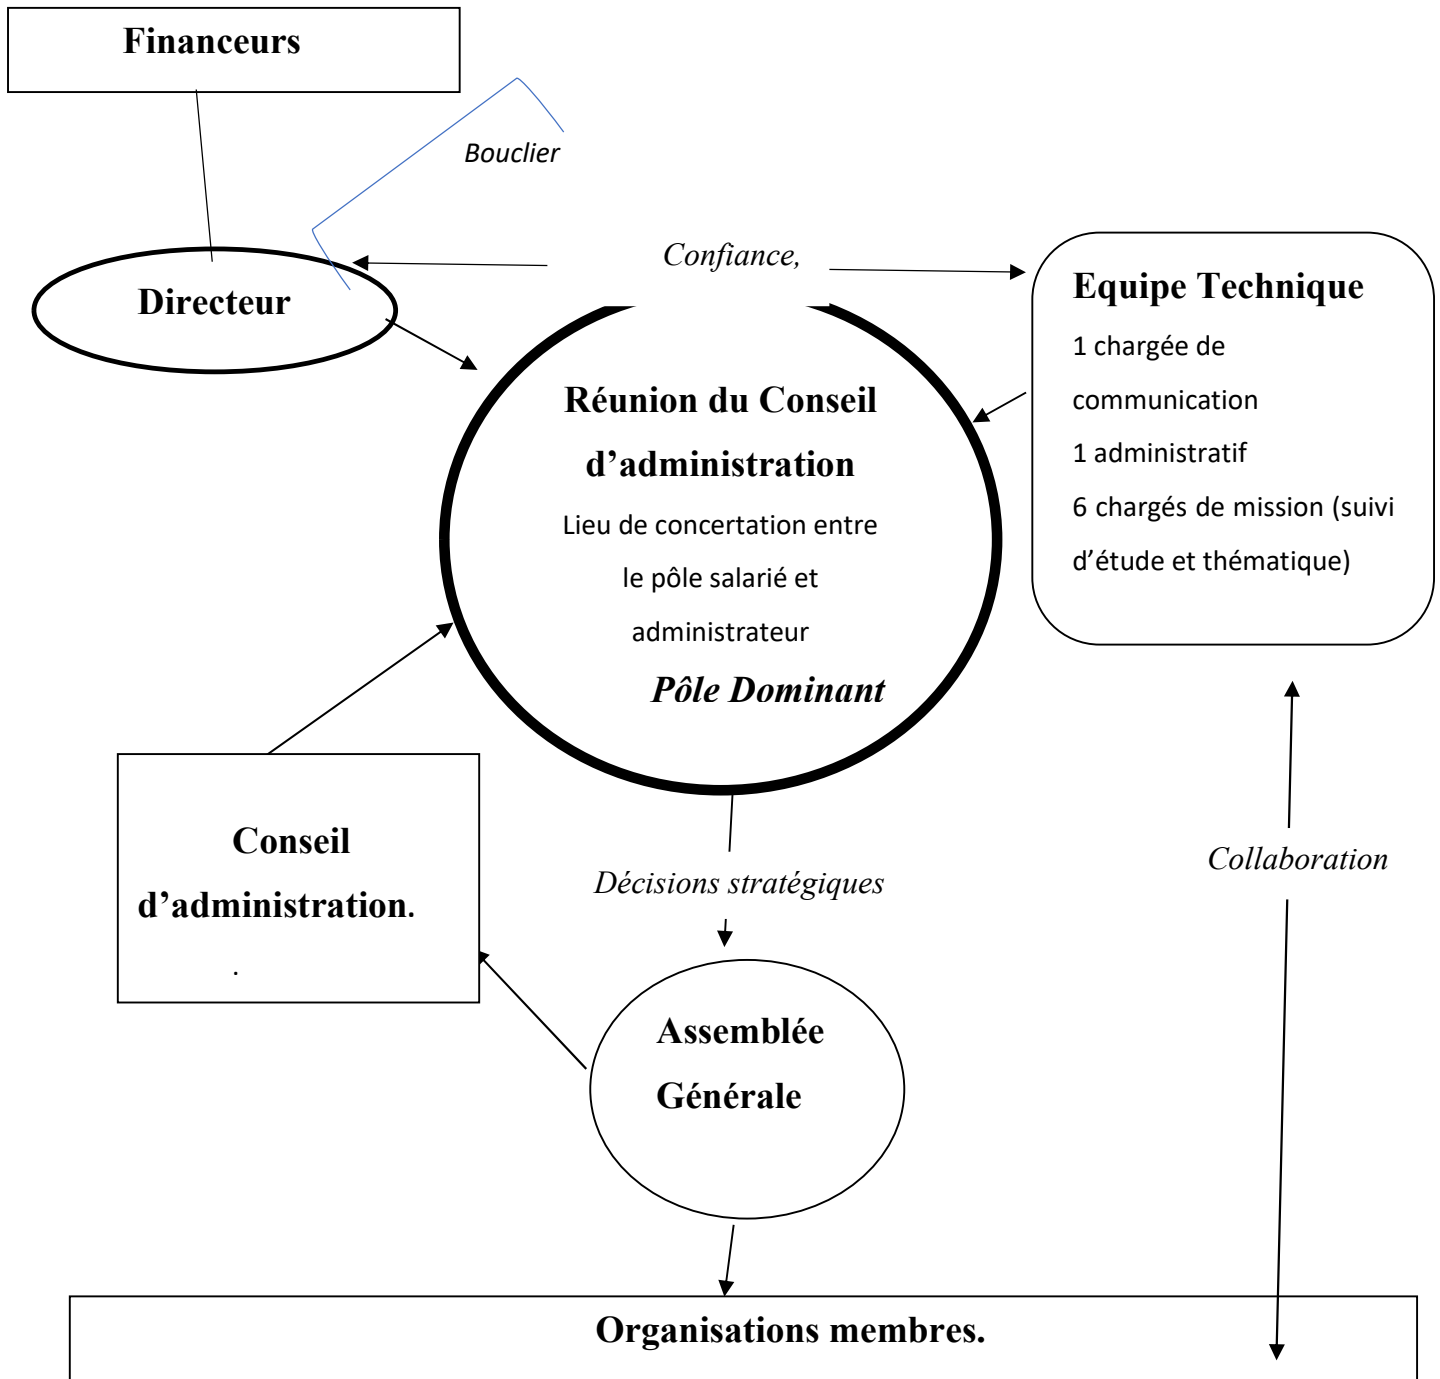 Financeurs
Bouclier
Confiance,
Directeur
Equipe Technique
1 chargée de
communication
1 administratif
6 chargés de mission (suivi
d’étude et thématique)
Réunion du Conseil
d’administration
Lieu de concertation entre
le pôle salarié et
administrateur
Pôle Dominant
Conseil
d’administration.
.
Décisions stratégiques
Collaboration
Assemblée
Générale
Organisations membres.